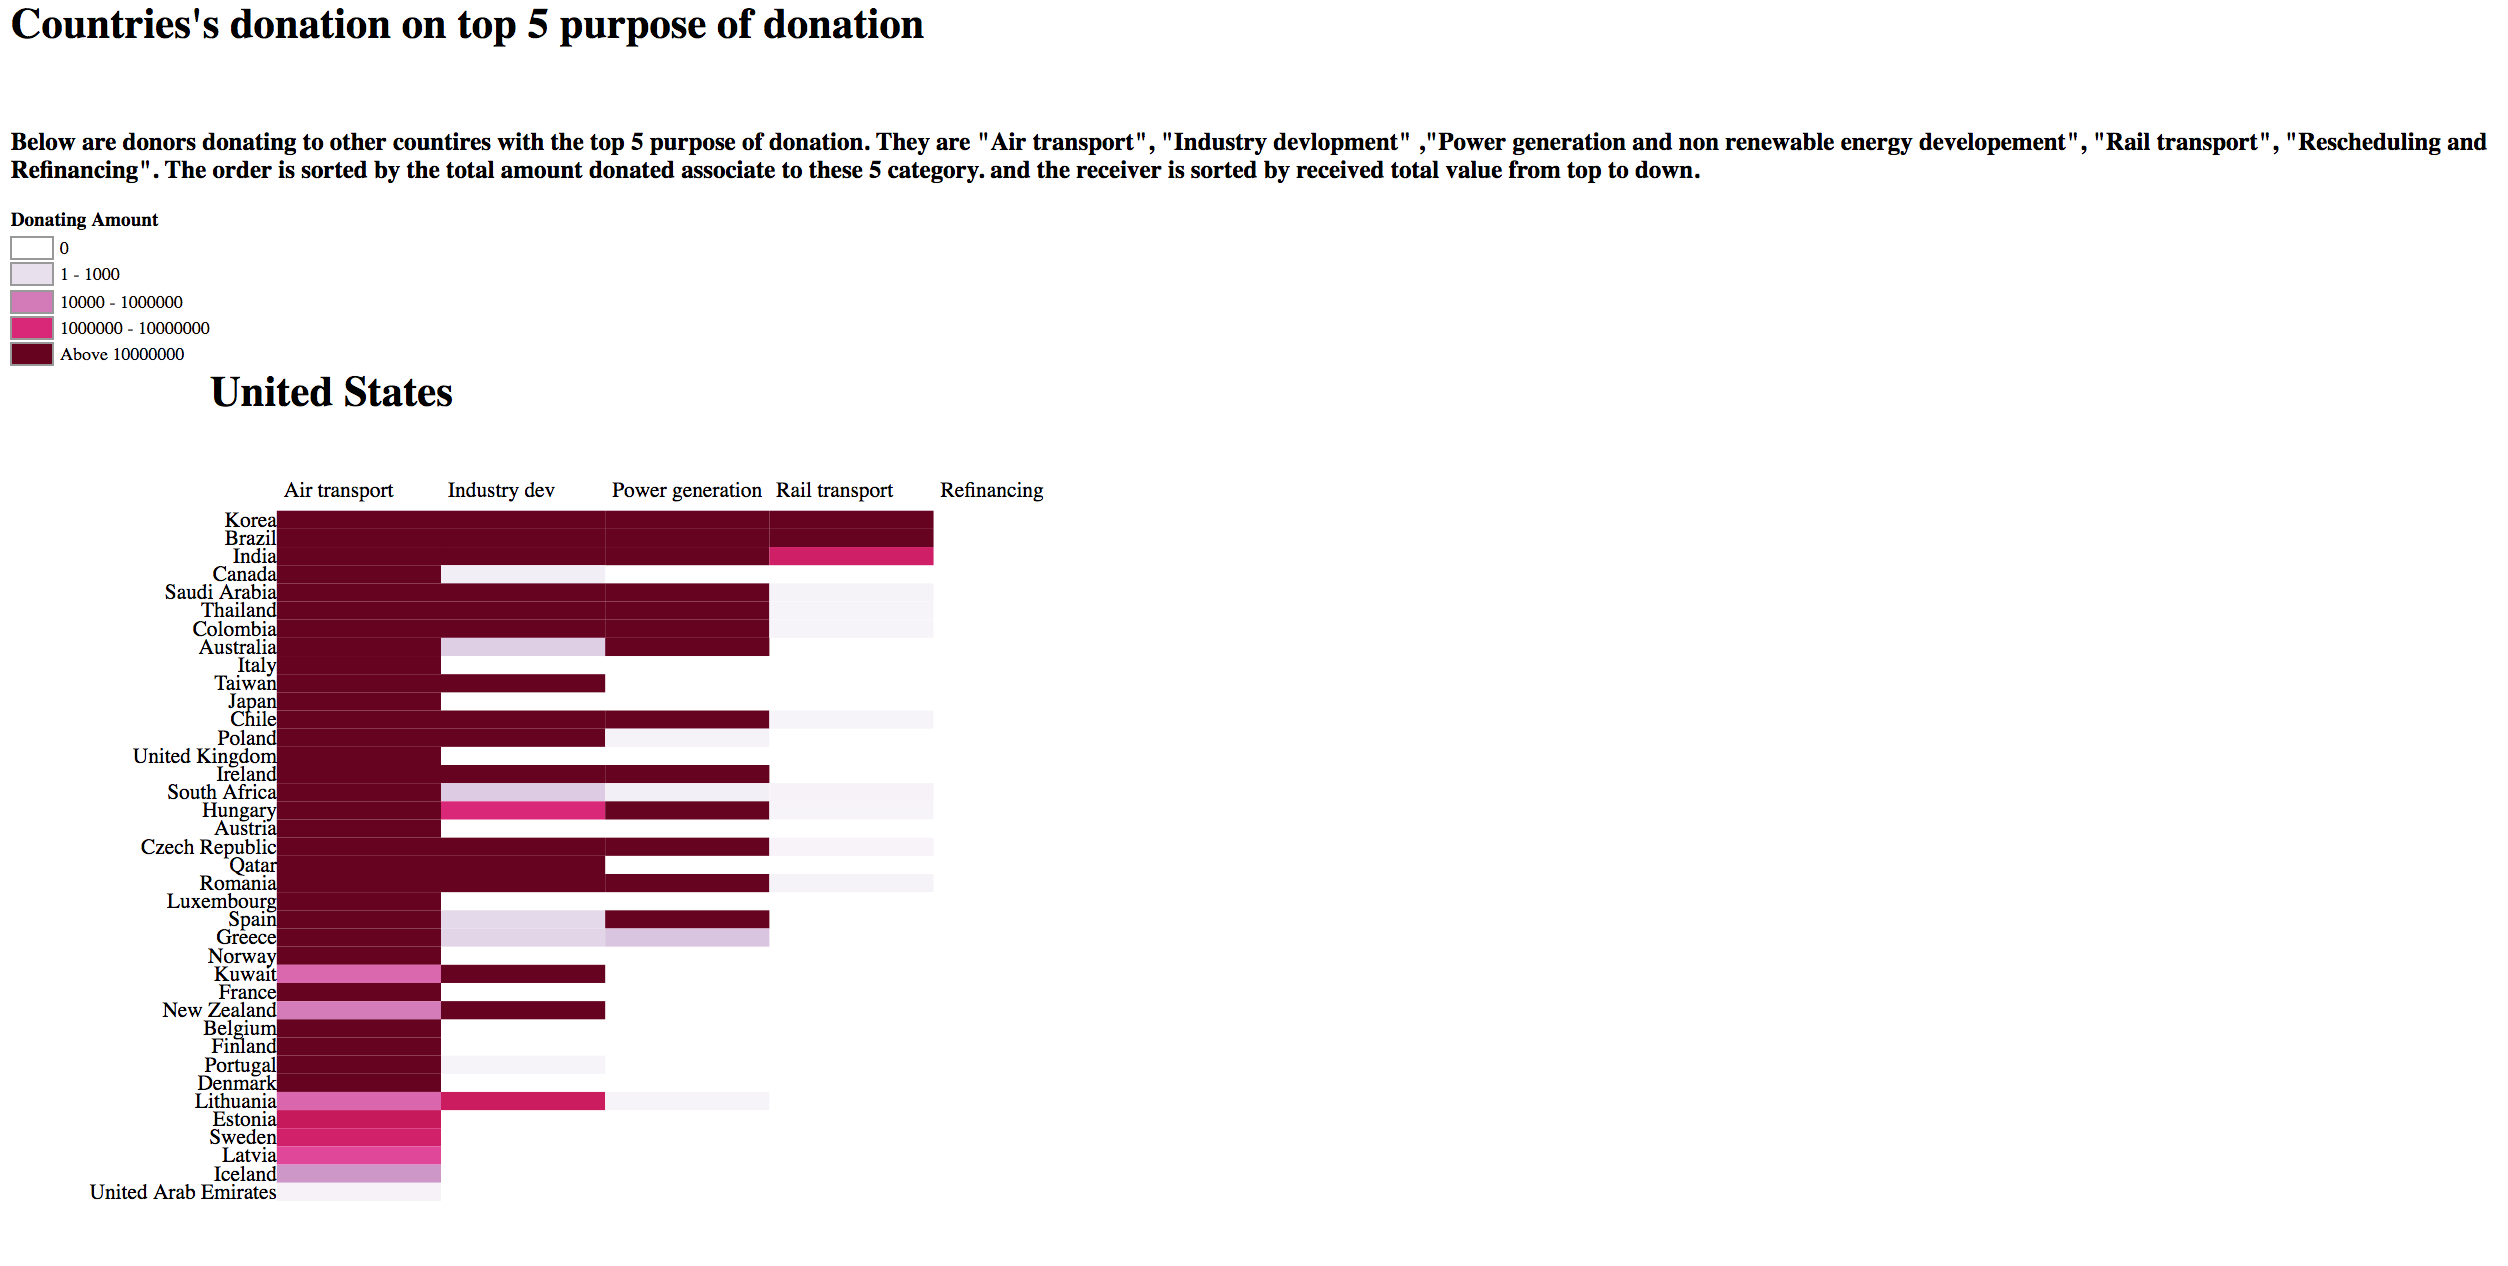 Countries's donation on top 5 purpose of donation
Below are donors donating to other countires with the top 5 purpose of donation. They are "Air transport", "Industry devlopment" ,"Power generation and non renewable energy developement", "Rail transport", "Rescheduling and
Refinancing". The order is sorted by the total amount donated associate to these 5 category. and the receiver is sorted by received total value from top to down.
Donating Amount
0
1 - 1000
10000 - 1000000
1000000 - 10000000
Above 10000000
United States
Air transport Industry dev Power generation Rail transport Refinancing
Korea
Brazil
India
Canada
Saudi Arabia
Thailand
Colombia
Australia
Italy
Taiwan
Japan
Chile
Poland
United Kingdom
Ireland
South Africa
Hungary
Austria
Czech Republic
Qatar
Romania
Luxembourg
Spain
Greece
Norway
Kuwait
France
New Zealand
Belgium
Finland
Portugal
Denmark
Lithuania
Estonia
Sweden
Latvia
Iceland
United Arab Emirates